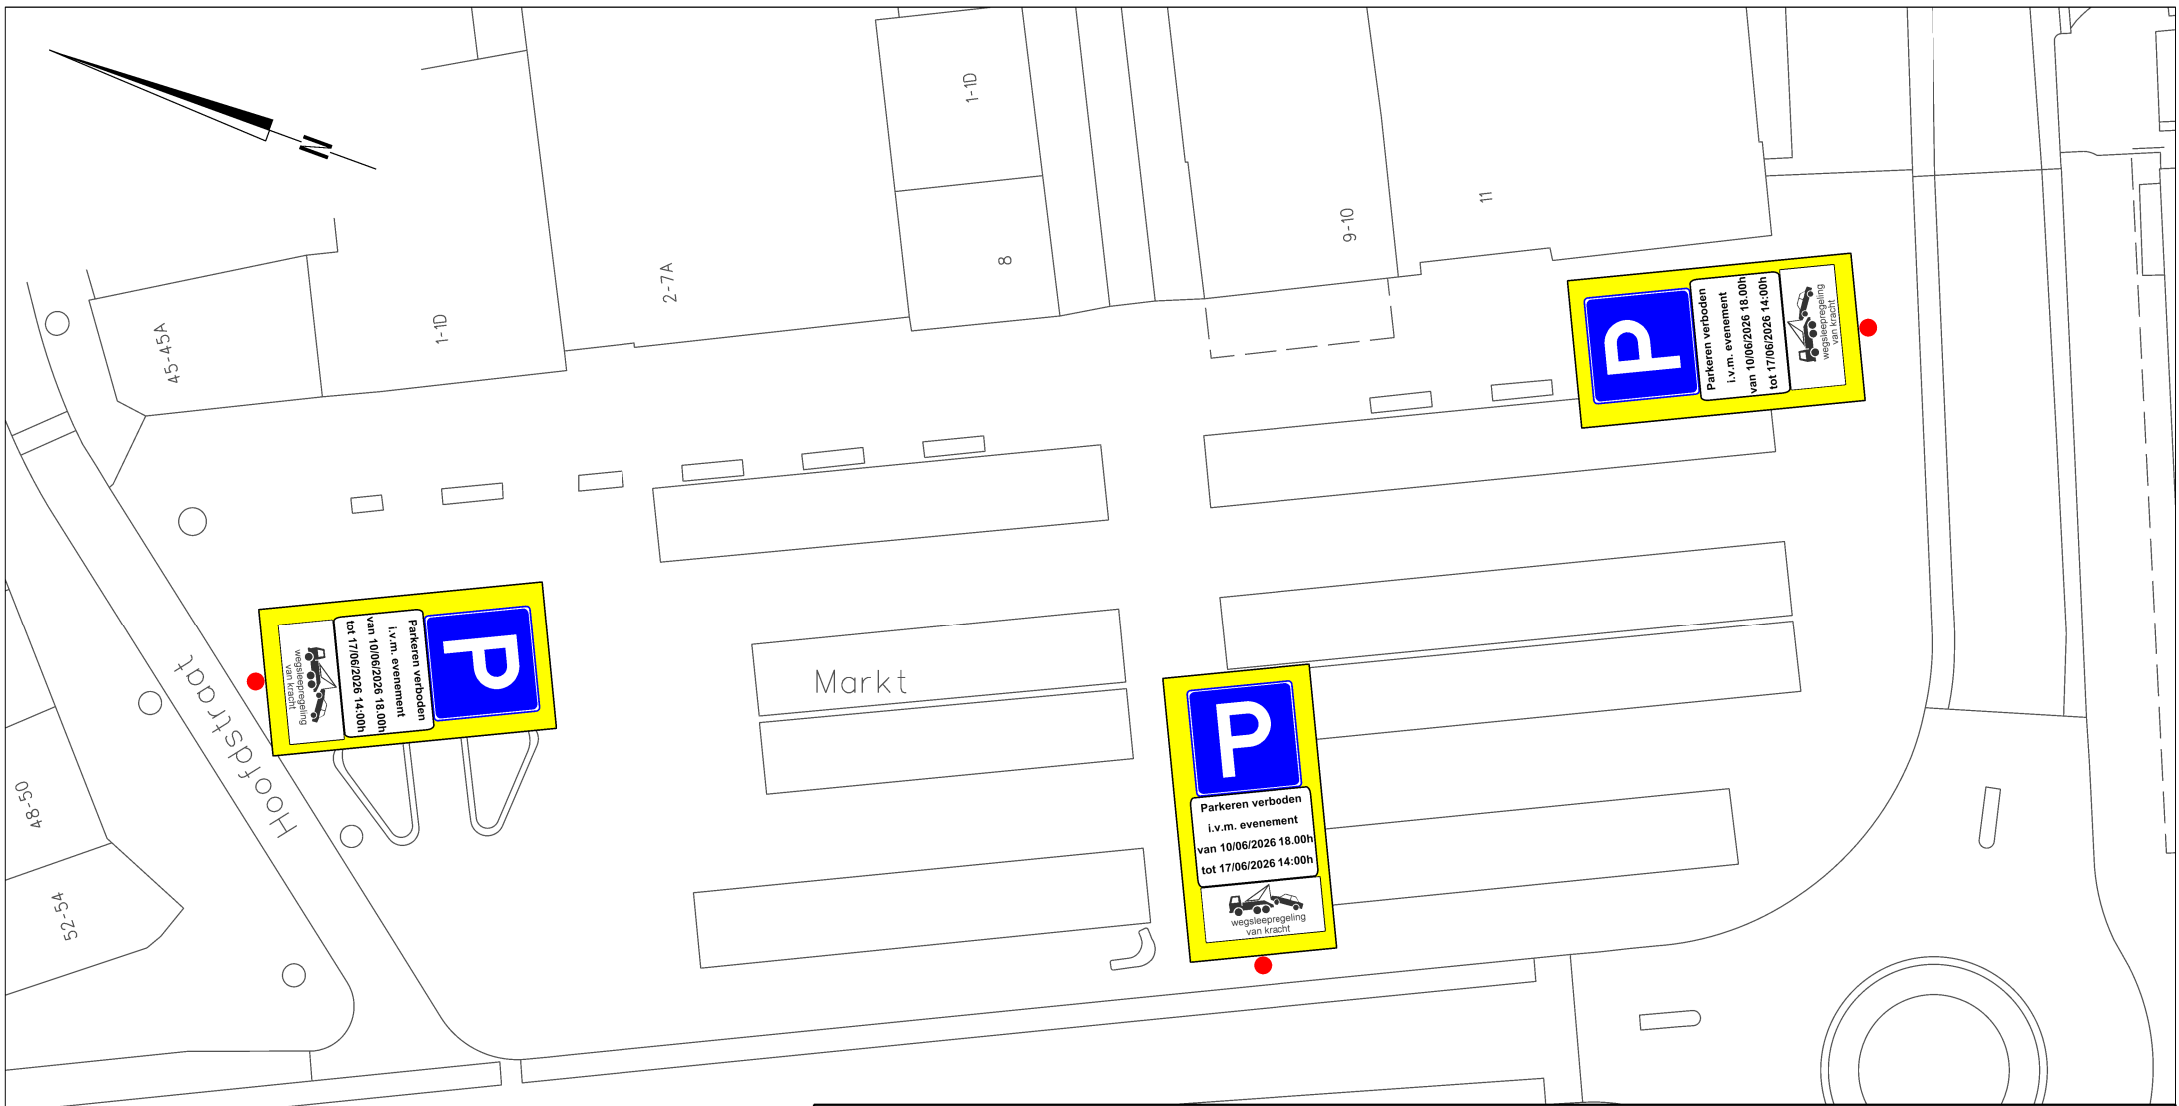 N
1-1D
8
9-10
11
2-7A
1-1D
45-45A
P
Parkeren verboden
i.v.m. evenement
van 10/06/2026 18.00h
tot 17/06/2026 14:00h
wegsleepregeling
van kracht
P
Parkeren verboden
i.v.m. evenement
van 10/06/2026 18.00h
tot 17/06/2026 14:00h
wegsleepregeling
van kracht
Hoofdstraat
Markt
P
Parkeren verboden
i.v.m. evenement
van 10/06/2026 18.00h
tot 17/06/2026 14:00h
wegsleepregeling
van kracht
48-50
52-54